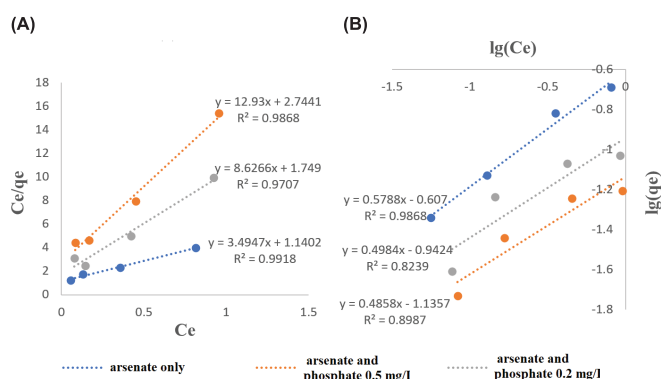 (A)
(B)
lg(Ce)
18
16
14
12
10
8
6
4
2
0
Ce/qe
y = 12.93x + 2.7441
R² = 0.9868
y = 8.6266x + 1.749
R² = 0.9707
y = 3.4947x + 1.1402
R² = 0.9918
0
0.5
1
1.5
Ce
-1.5
-1
-0.5
0
-0.6
-0.8
-1
-1.2
-1.4
-1.6
-1.8
lg(qe)
y = 0.5788x - 0.607
R² = 0.9868
y = 0.4984x - 0.9424
R² = 0.8239
y = 0.4858x - 1.1357
R² = 0.8987
arsenate only
arsenate and
phosphate 0.5 mg/L
arsenate and
phosphate 0.2 mg/L